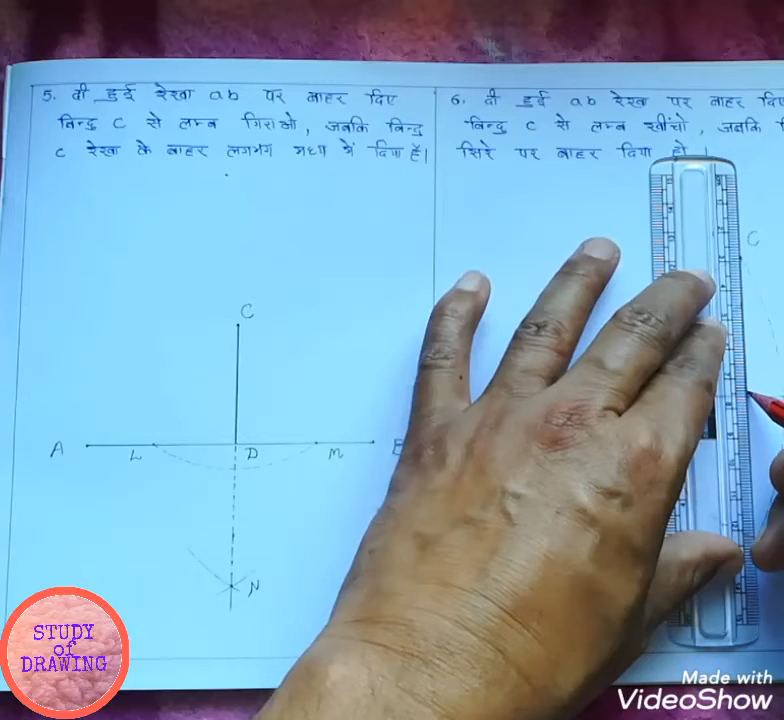 5. दी हुई रेखा ab पर बाहर दिए
बिन्दु C से लम्ब गिराओ, जबकि बिन्दु
C रेखा के बाहर लगभग मध्य में दिया है।
6. दी हुई ab रेखा पर बाहर
बिन्दु C से लम्ब खींचो, जबकि
सिरे पर बाहर दिया हो
C
C
A
L
D
M
N
STUDY
of
DRAWING
Made with
VideoShow